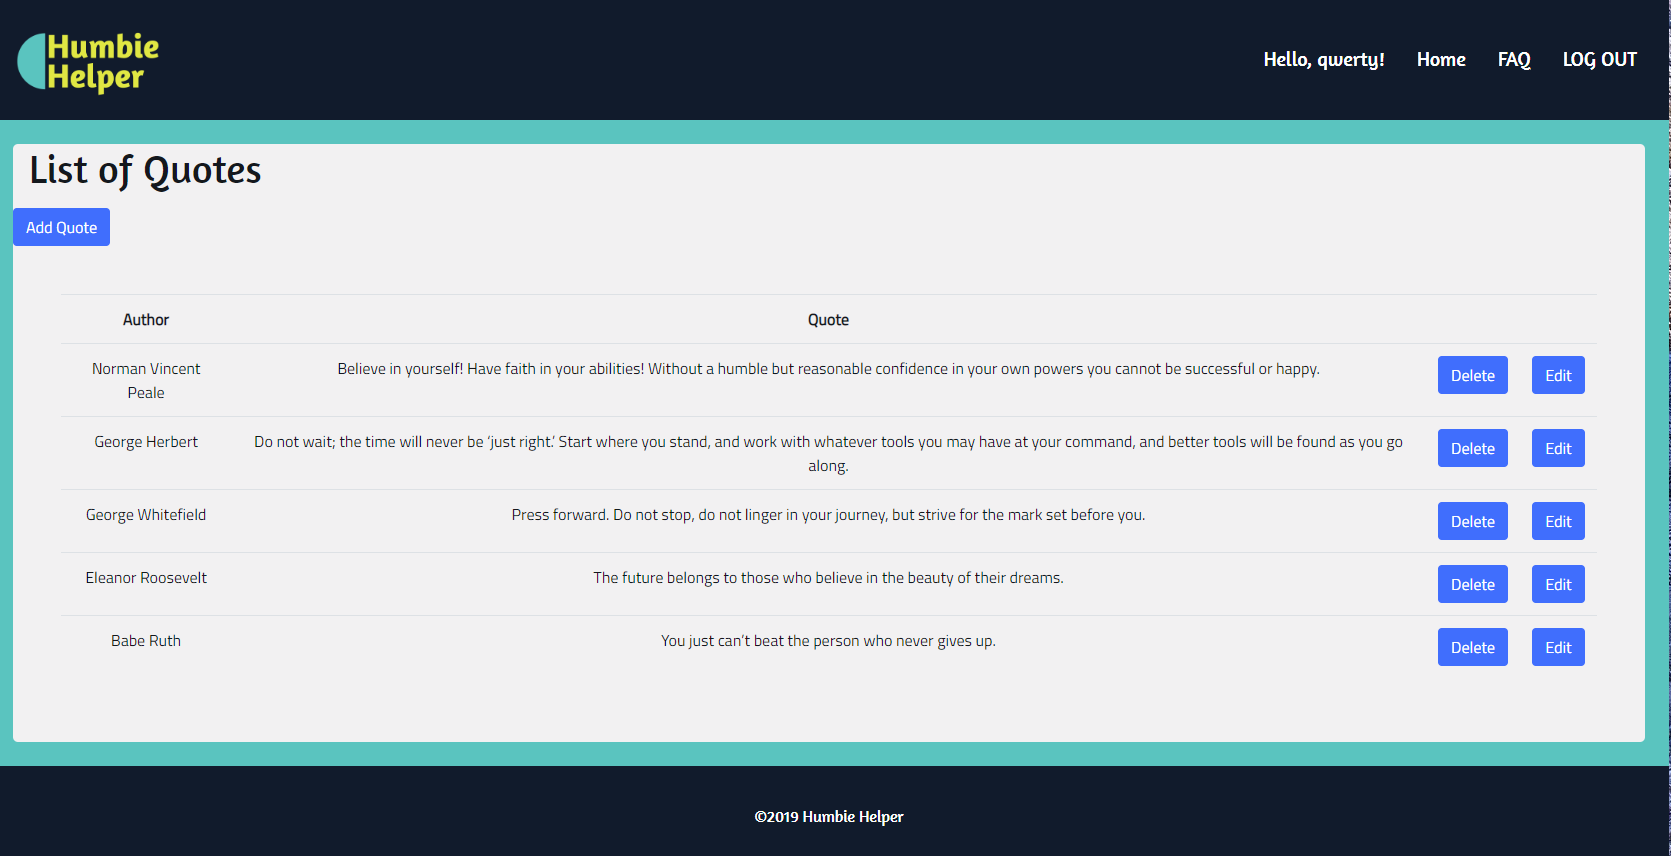 Humbie
Helper
Hello, qwerty! Home FAQ LOG OUT
List of Quotes
Add Quote
Author Quote
Norman Vincent
Peale
Believe in yourself! Have faith in your abilities! Without a humble but reasonable confidence in your own powers you cannot be successful or happy.
Delete Edit
George Herbert
Do not wait; the time will never be ‘just right.’ Start where you stand, and work with whatever tools you may have at your command, and better tools will be found as you go
along.
Delete Edit
George Whitefield Press forward. Do not stop, do not linger in your journey, but strive for the mark set before you. Delete Edit
Eleanor Roosevelt The future belongs to those who believe in the beauty of their dreams. Delete Edit
Babe Ruth You just can’t beat the person who never gives up. Delete Edit
©2019 Humbie Helper